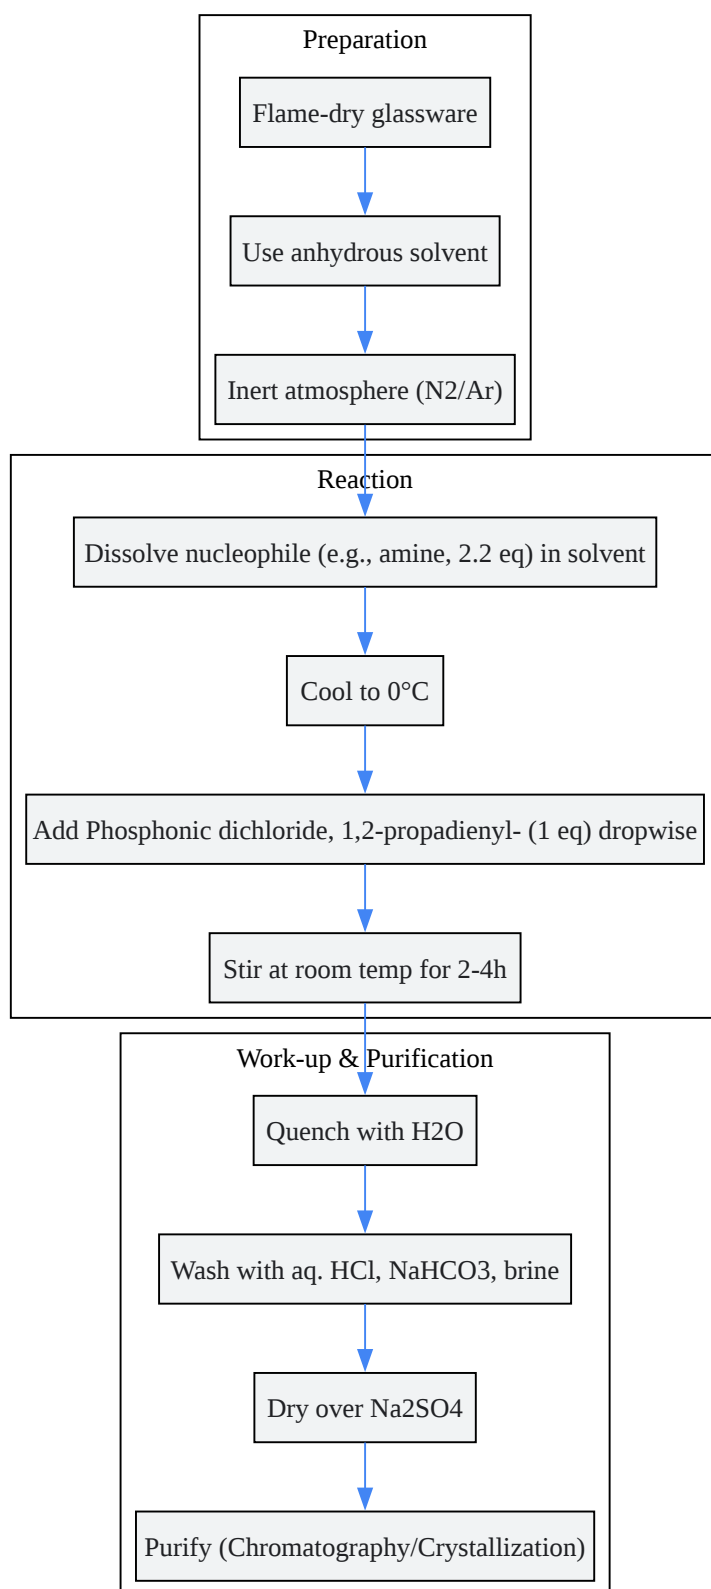 Preparation
Flame-dry glassware
Use anhydrous solvent
Inert atmosphere (N2/Ar)
Reaction
Dissolve nucleophile (e.g., amine, 2.2 eq) in solvent
Cool to 0°C
Add Phosphonic dichloride, 1,2-propadienyl- (1 eq) dropwise
Stir at room temp for 2-4h
Work-up & Purification
Quench with H2O
Wash with aq. HCl, NaHCO3, brine
Dry over Na2SO4
Purify (Chromatography/Crystallization)